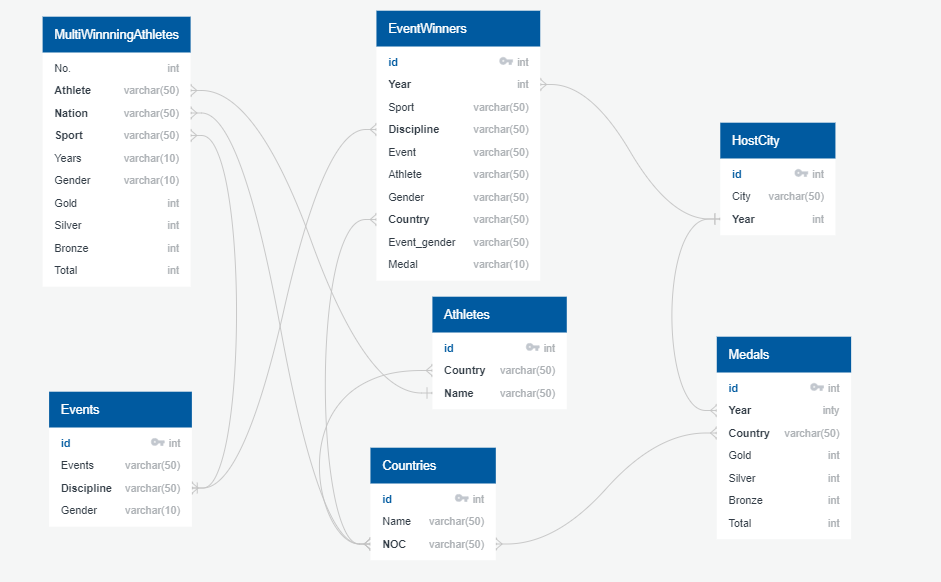 MultiWinnningAthletes
No. int
Athlete varchar(50)
Nation varchar(50)
Sport varchar(50)
Years varchar(10)
Gender varchar(10)
Gold int
Silver int
Bronze int
Total int
EventWinners
id int
Year int
Sport varchar(50)
Discipline varchar(50)
Event varchar(50)
Athlete varchar(50)
Gender varchar(50)
Country varchar(50)
Event_gender varchar(50)
Medal varchar(10)
HostCity
id int
City varchar(50)
Year int
Athletes
id int
Country varchar(50)
Name varchar(50)
Medals
id int
Year inty
Country varchar(50)
Gold int
Silver int
Bronze int
Total int
Events
id int
Events varchar(50)
Discipline varchar(50)
Gender varchar(10)
Countries
id int
Name varchar(50)
NOC varchar(50)